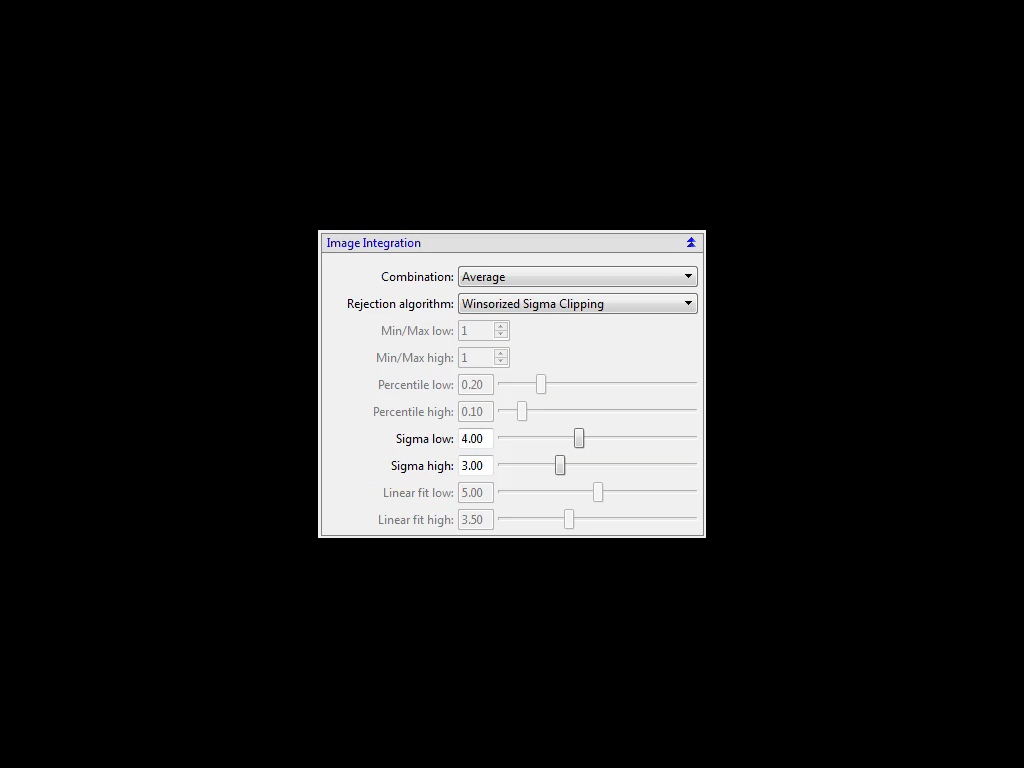 Image Integration
Combination: Average
Rejection algorithm: Winsorized Sigma Clipping
Min/Max low: 1
Min/Max high: 1
Percentile low: 0.20
Percentile high: 0.10
Sigma low: 4.00
Sigma high: 3.00
Linear fit low: 5.00
Linear fit high: 3.50